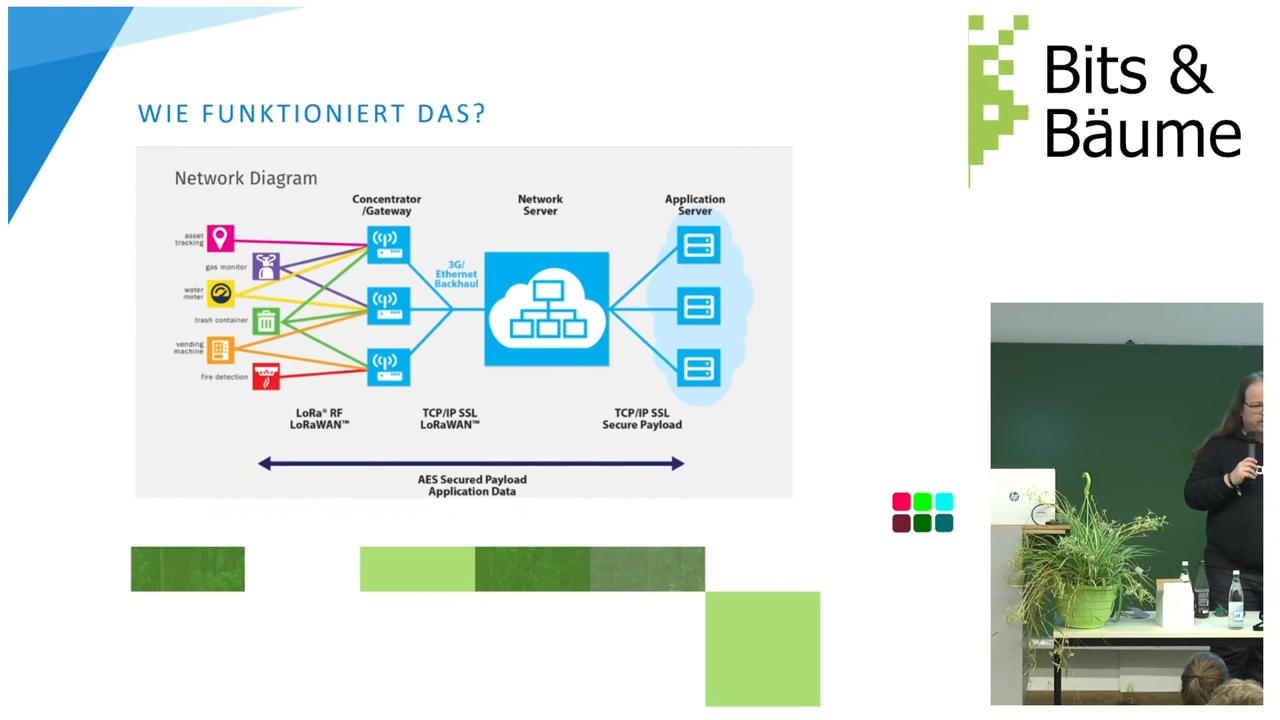 WIE FUNKTIONIERT DAS?
Bits &
Bäume
Network Diagram
Concentrator
/Gateway
Network
Server
Application
Server
asset
tracking
gas monitor
water
meter
trash container
vending
machine
fire detection
3G/
Ethernet
Backhaul
LoRa® RF
LoRaWAN™
TCP/IP SSL
LoRaWAN™
TCP/IP SSL
Secure Payload
AES Secured Payload
Application Data
hp